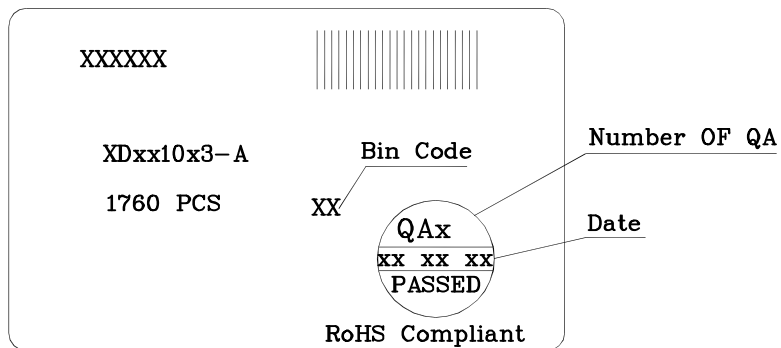 XXXXXX
XDxx10x3-A
Bin Code
Number OF QA
1760 PCS
XX
QAx
Date
xx xx xx
PASSED
RoHS Compliant